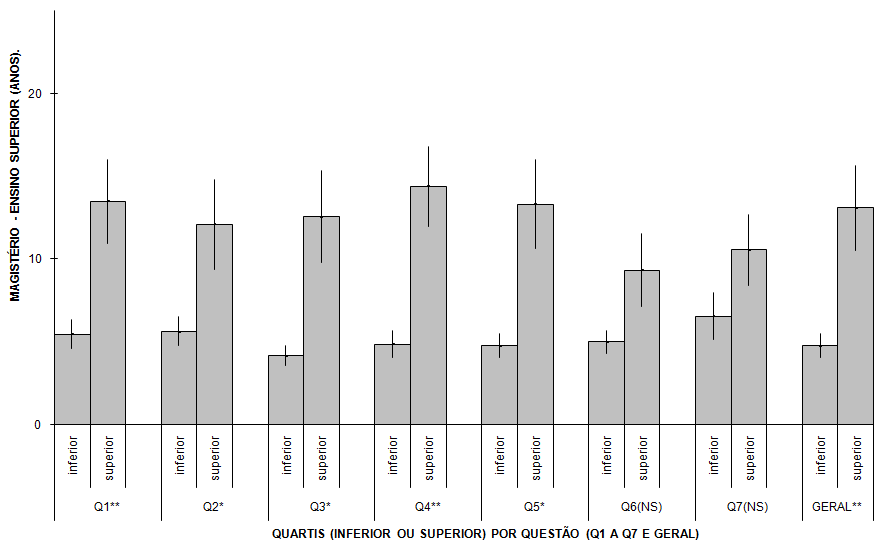 MAGISTÉRIO - ENSINO SUPERIOR (ANOS).
20
10
0
inferior superior inferior superior inferior superior inferior superior inferior superior inferior superior inferior superior inferior superior
Q1** Q2* Q3* Q4** Q5* Q6(NS) Q7(NS) GERAL**
QUARTIS (INFERIOR OU SUPERIOR) POR QUESTÃO (Q1 A Q7 E GERAL)